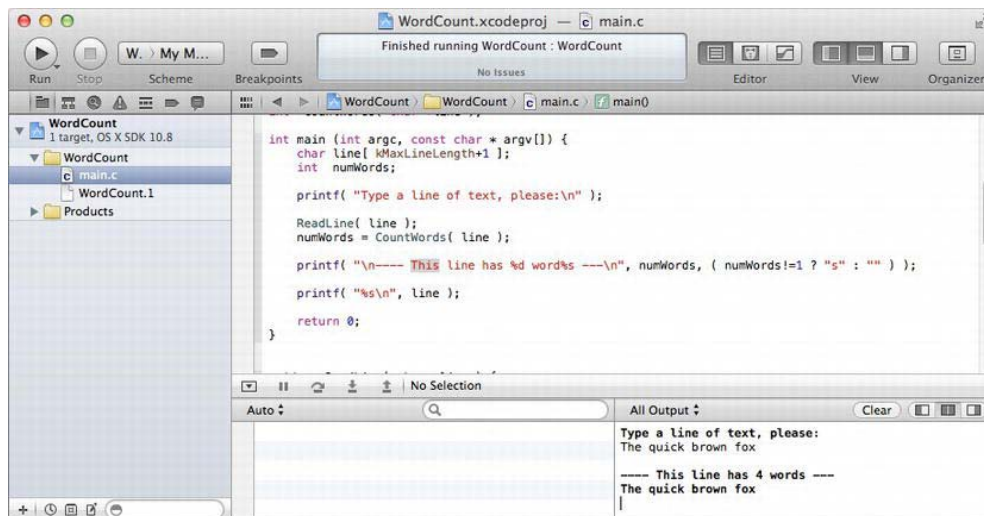 WordCount.xcodeproj — c main.c
W. › My M...
Finished running WordCount : WordCount
No Issues
Run Stop Scheme Breakpoints Editor View Organizer
WordCount › WordCount › c main.c › f main()
WordCount
1 target, OS X SDK 10.8
WordCount
c main.c
WordCount.1
Products
int main (int argc, const char * argv[]) {
char line[ kMaxLineLength+1 ];
int numWords;
printf( "Type a line of text, please:\n" );
ReadLine( line );
numWords = CountWords( line );
printf( "\n---- This line has %d word%s ---\n", numWords, ( numWords!=1 ? "s" : "" ) );
printf( "%s\n", line );
return 0;
}
No Selection
Auto
All Output
Clear
Type a line of text, please:
The quick brown fox
---- This line has 4 words ---
The quick brown fox